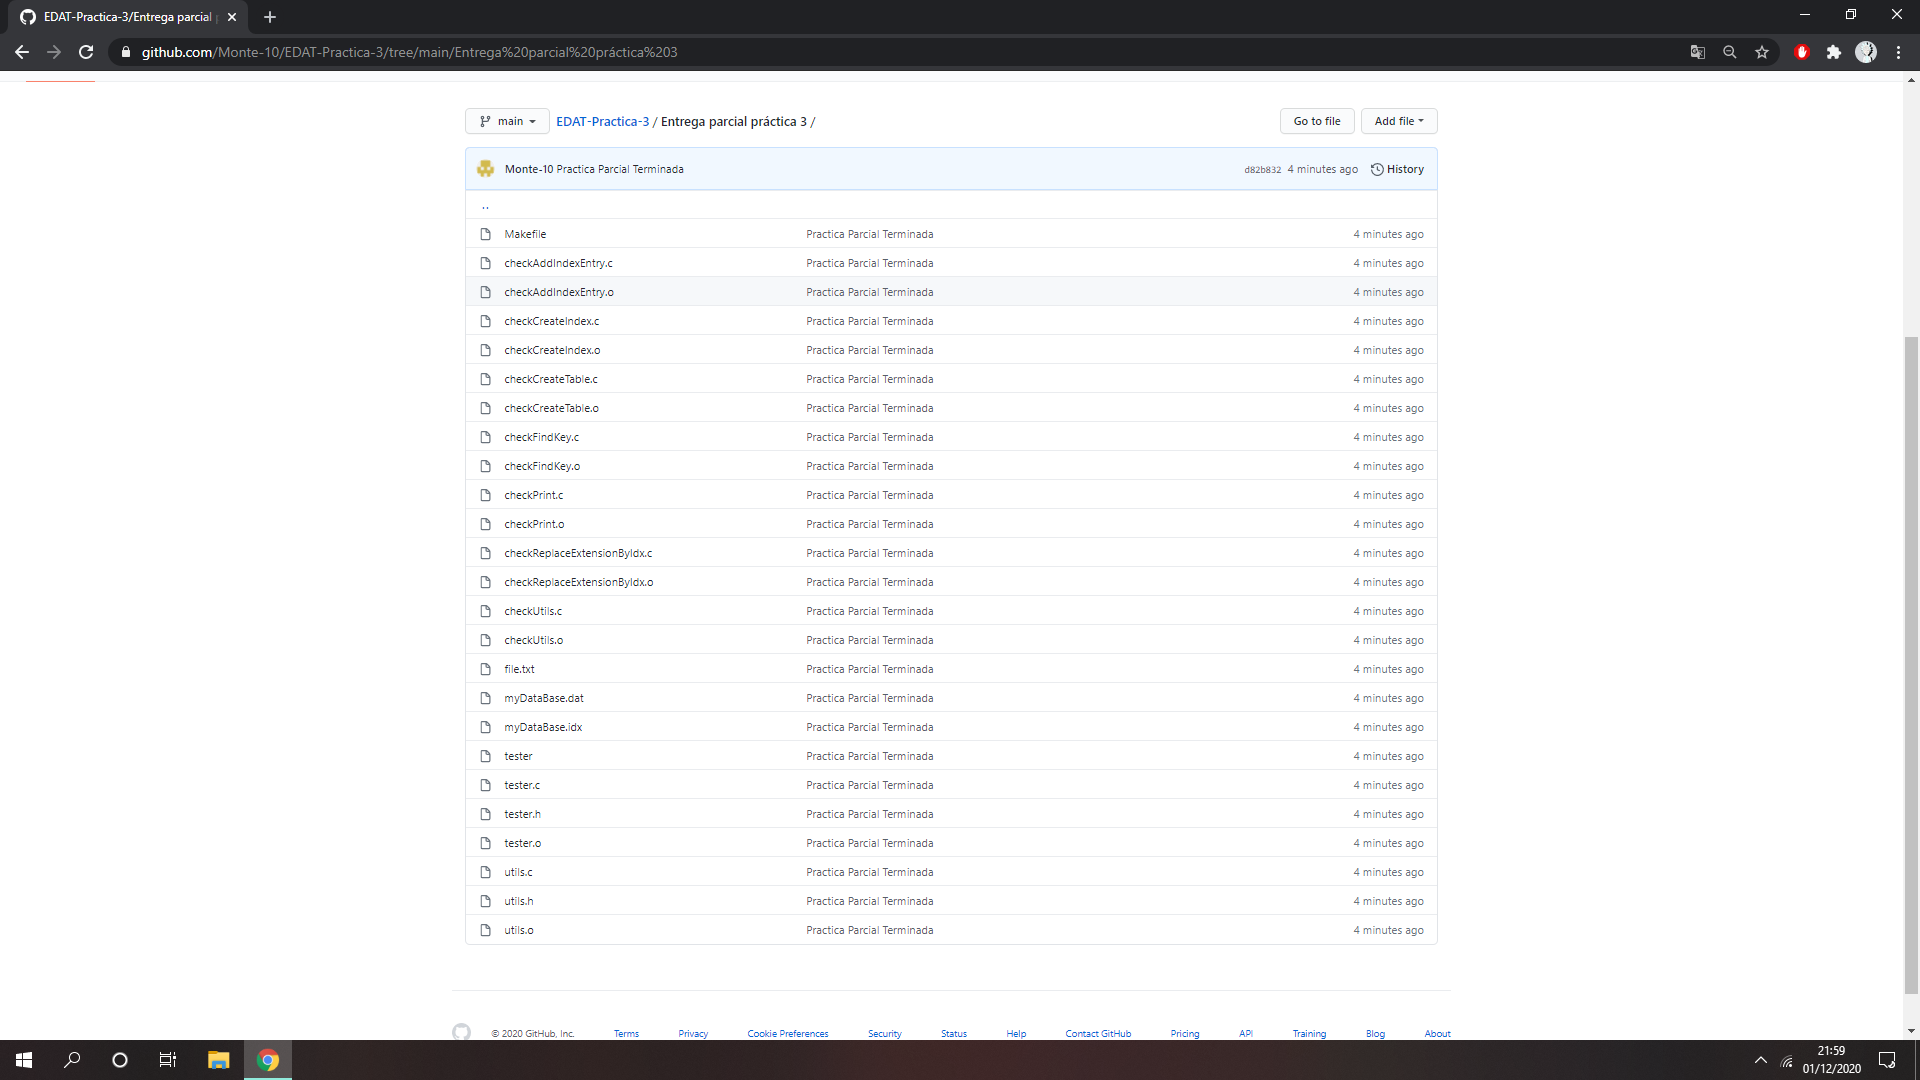 EDAT-Practica-3/Entrega parcial
github.com/Monte-10/EDAT-Practica-3/tree/main/Entrega%20parcial%20práctica%203
main EDAT-Practica-3 / Entrega parcial práctica 3 / Go to file Add file
Monte-10 Practica Parcial Terminada d82b832 4 minutes ago History
..
Makefile Practica Parcial Terminada 4 minutes ago
checkAddIndexEntry.c Practica Parcial Terminada 4 minutes ago
checkAddIndexEntry.o Practica Parcial Terminada 4 minutes ago
checkCreateIndex.c Practica Parcial Terminada 4 minutes ago
checkCreateIndex.o Practica Parcial Terminada 4 minutes ago
checkCreateTable.c Practica Parcial Terminada 4 minutes ago
checkCreateTable.o Practica Parcial Terminada 4 minutes ago
checkFindKey.c Practica Parcial Terminada 4 minutes ago
checkFindKey.o Practica Parcial Terminada 4 minutes ago
checkPrint.c Practica Parcial Terminada 4 minutes ago
checkPrint.o Practica Parcial Terminada 4 minutes ago
checkReplaceExtensionByIdx.c Practica Parcial Terminada 4 minutes ago
checkReplaceExtensionByIdx.o Practica Parcial Terminada 4 minutes ago
checkUtils.c Practica Parcial Terminada 4 minutes ago
checkUtils.o Practica Parcial Terminada 4 minutes ago
file.txt Practica Parcial Terminada 4 minutes ago
myDataBase.dat Practica Parcial Terminada 4 minutes ago
myDataBase.idx Practica Parcial Terminada 4 minutes ago
tester Practica Parcial Terminada 4 minutes ago
tester.c Practica Parcial Terminada 4 minutes ago
tester.h Practica Parcial Terminada 4 minutes ago
tester.o Practica Parcial Terminada 4 minutes ago
utils.c Practica Parcial Terminada 4 minutes ago
utils.h Practica Parcial Terminada 4 minutes ago
utils.o Practica Parcial Terminada 4 minutes ago
© 2020 GitHub, Inc. Terms Privacy Cookie Preferences Security Status Help Contact GitHub Pricing API Training Blog About
21:59
01/12/2020